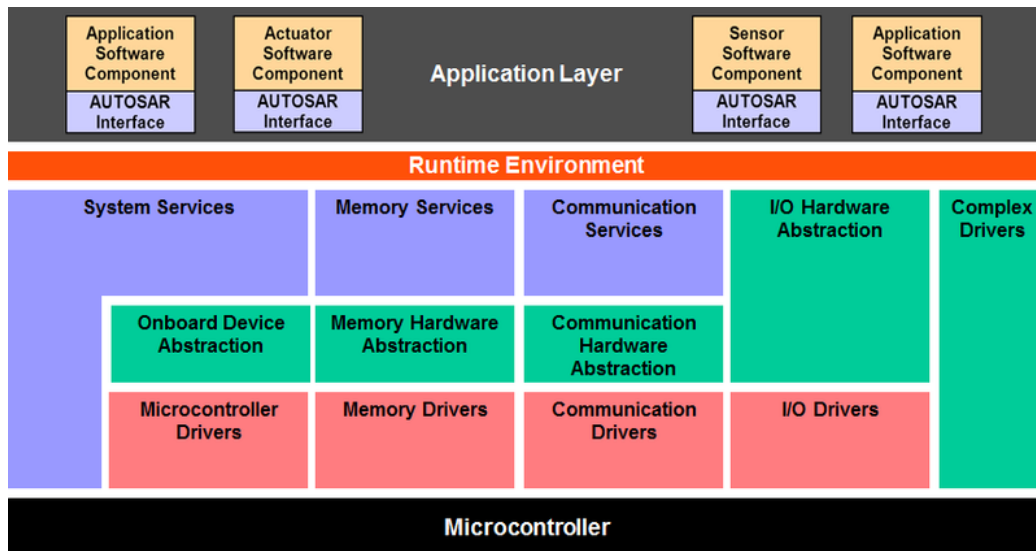 Application
Software
Component
AUTOSAR
Interface
Actuator
Software
Component
AUTOSAR
Interface
Application Layer
Sensor
Software
Component
AUTOSAR
Interface
Application
Software
Component
AUTOSAR
Interface
Runtime Environment
System Services
Memory Services
Communication
Services
I/O Hardware
Abstraction
Complex
Drivers
Onboard Device
Abstraction
Memory Hardware
Abstraction
Communication
Hardware
Abstraction
Microcontroller
Drivers
Memory Drivers
Communication
Drivers
I/O Drivers
Microcontroller